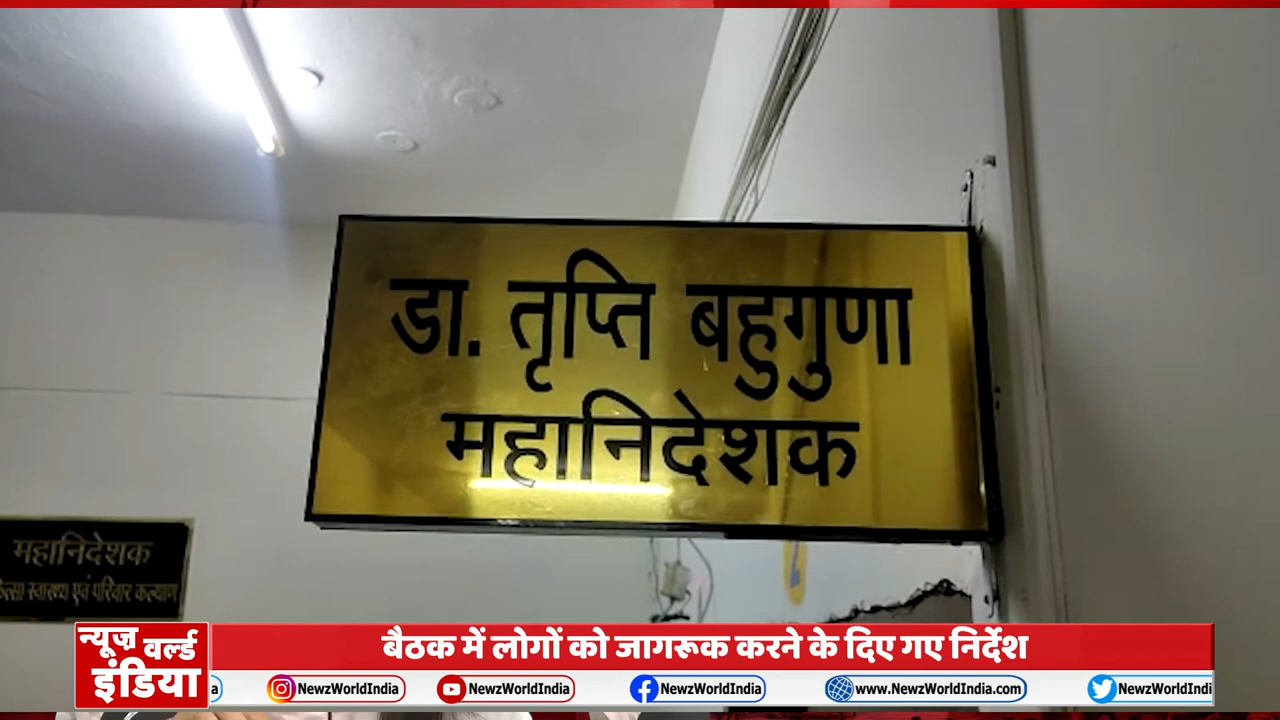 डा. तृप्ति बहुगुणा
महानिदेशक
महानिदेशक
स्वास्थ्य एवं परिवार कल्याण
न्यूज़ वर्ल्ड
इंडिया
बैठक में लोगों को जागरूक करने के दिए गए निर्देश
NewzWorldIndia
NewzWorldIndia
NewzWorldIndia
www.NewzWorldIndia.com
NewzWorldIndi